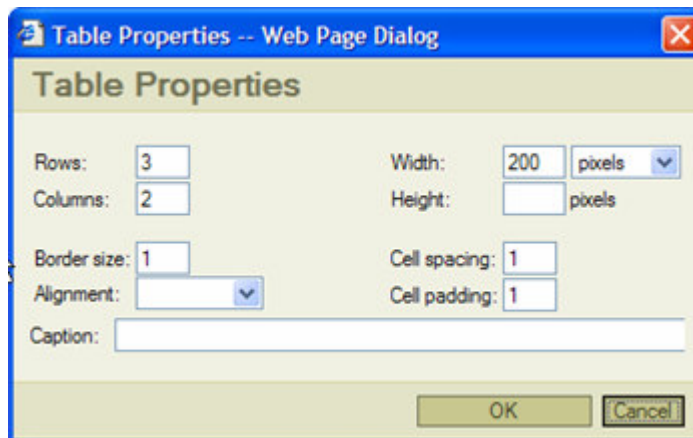 Table Properties -- Web Page Dialog
Table Properties
Rows: 3 Width: 200 pixels
Columns: 2 Height: pixels
Border size: 1 Cell spacing: 1
Alignment: Cell padding: 1
Caption:
OK Cancel